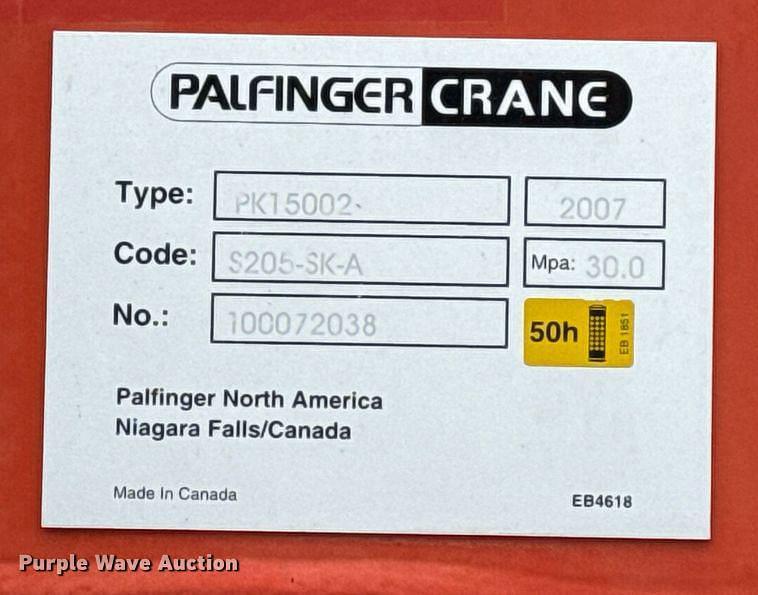 PALFINGER CRANE
Type: PK15002 2007
Code: S205-SK-A Mpa: 30.0
No.: 100072038
50h EB 1851
Palfinger North America
Niagara Falls/Canada
Made In Canada EB4618
Purple Wave Auction